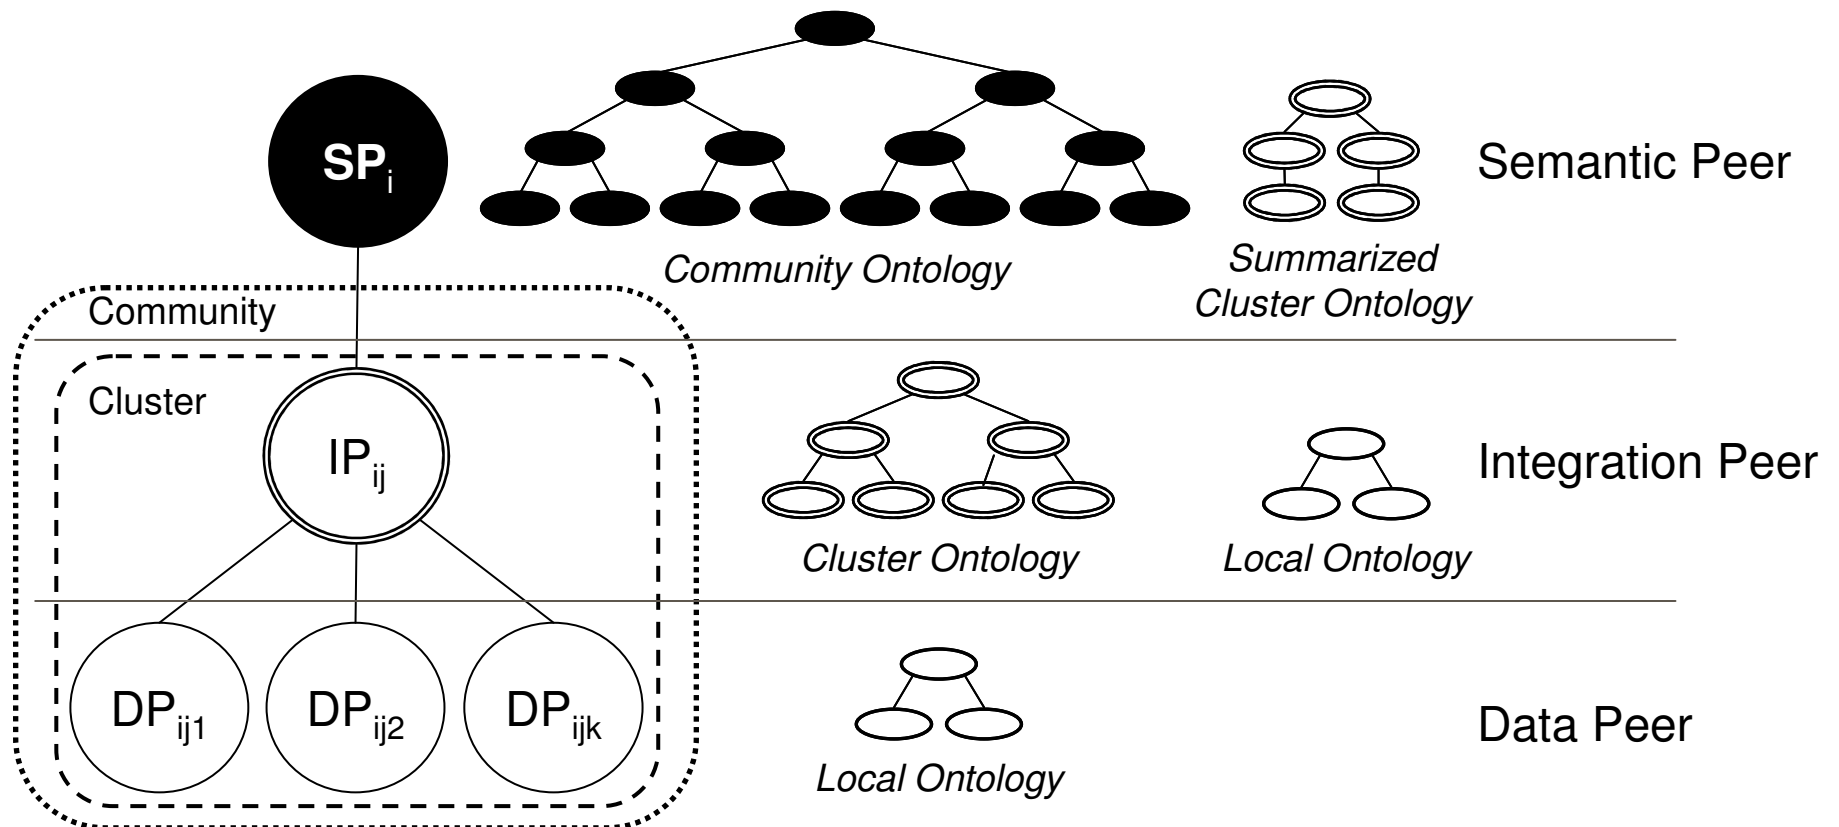 SPi
Community Ontology
Summarized
Cluster Ontology
Semantic Peer
Community
Cluster
IPij
Cluster Ontology
Local Ontology
Integration Peer
DPij1
DPij2
DPijk
Local Ontology
Data Peer